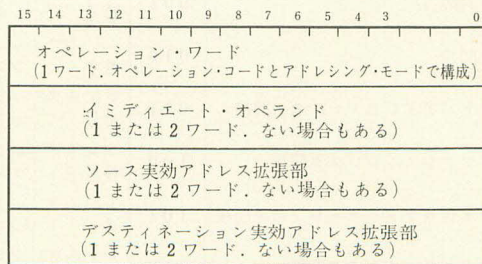 15 14 13 12 11 10 9 8 7 6 5 4 3 0
オペレーション・ワード
(1ワード.オペレーション・コードとアドレシング・モードで構成)
イミディエート・オペランド
(1または2ワード.ない場合もある)
ソース実効アドレス拡張部
(1または2ワード.ない場合もある)
デスティネーション実効アドレス拡張部
(1または2ワード.ない場合もある)